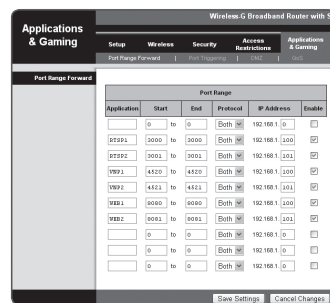 Wireless-G Broadband Router with S
Applications
& Gaming
Setup Wireless Security Access Restrictions Applications & Gaming
Port Range Forward | Port Triggering | DMZ | QoS
Port Range Forward
Port Range
Application Start End Protocol IP Address Enable
0 to 0 Both 192.168.1. 0
RTSP1 3000 to 3000 Both 192.168.1. 100
RTSP2 3001 to 3001 Both 192.168.1. 101
VNP1 4520 to 4520 Both 192.168.1. 100
VNP2 4521 to 4521 Both 192.168.1. 101
WEB1 8080 to 8080 Both 192.168.1. 100
WEB2 8081 to 8081 Both 192.168.1. 101
0 to 0 Both 192.168.1. 0
0 to 0 Both 192.168.1. 0
0 to 0 Both 192.168.1. 0
Save Settings Cancel Changes